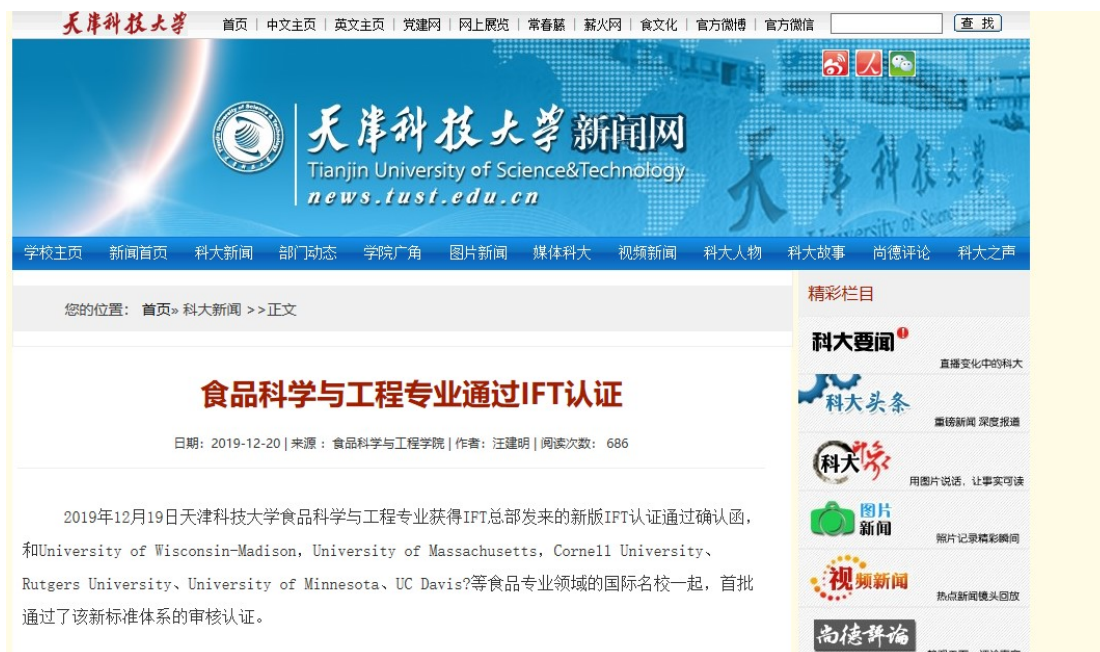 天津科技大学 首页 | 中文主页 | 英文主页 | 党建网 | 网上展览 | 常春藤 | 薪火网 | 食文化 | 官方微博 | 官方微信 查 找
天津科技大学新闻网
Tianjin University of Science&Technology
news.tust.edu.cn
天津科技大学
University of Science
学校主页 新闻首页 科大新闻 部门动态 学院广角 图片新闻 媒体科大 视频新闻 科大人物 科大故事 尚德评论 科大之声
您的位置： 首页» 科大新闻 >>正文
食品科学与工程专业通过IFT认证
日期：2019-12-20 | 来源 ：食品科学与工程学院 | 作者：汪建明 | 阅读次数： 686
2019年12月19日天津科技大学食品科学与工程专业获得IFT总部发来的新版IFT认证通过确认函，
和University of Wisconsin-Madison，University of Massachusetts，Cornell University、
Rutgers University、University of Minnesota、UC Davis?等食品专业领域的国际名校一起，首批
通过了该新标准体系的审核认证。
精彩栏目
科大要闻
直播变化中的科大
科大头条
重磅新闻 深度报道
科大印象
用图片说话，让事实可读
图片
新闻
照片记录精彩瞬间
视频新闻
热点新闻镜头回放
尚德评论